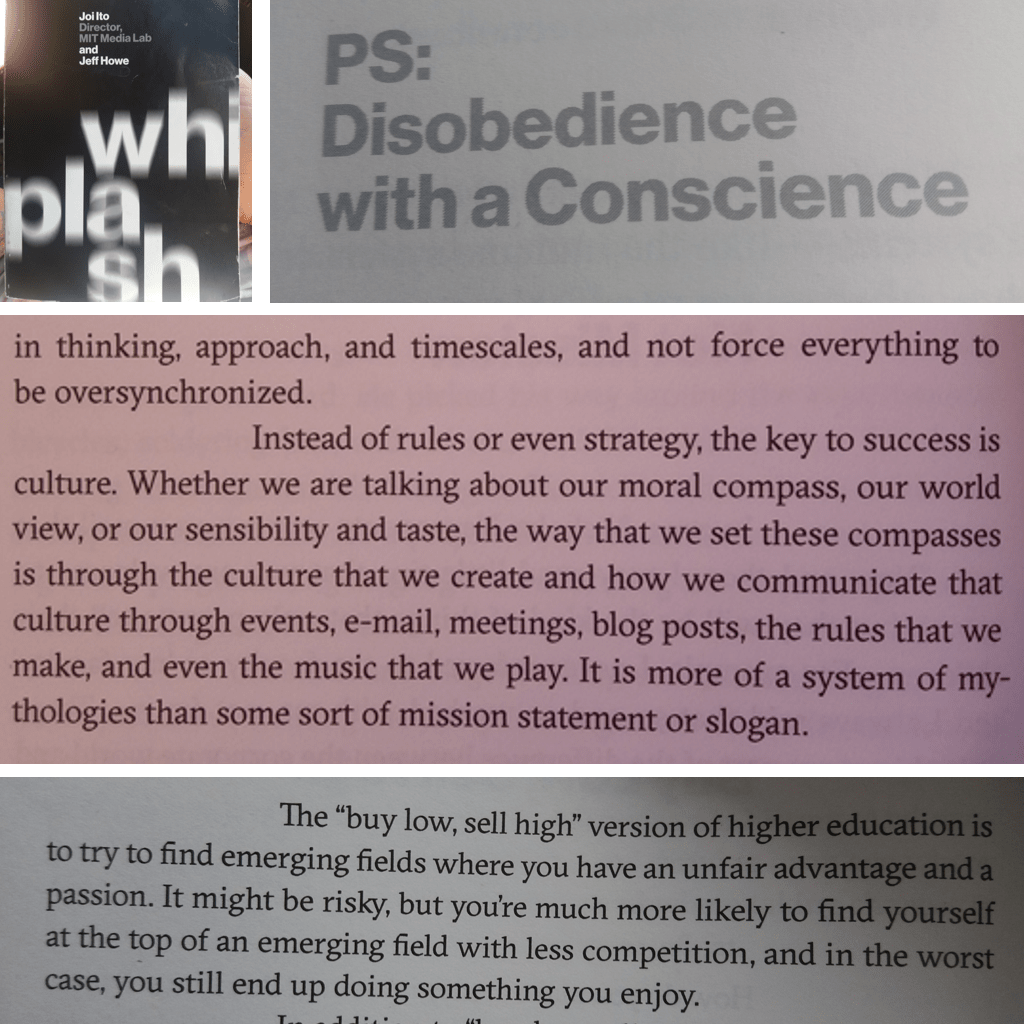 Joi Ito
Director,
MIT Media Lab
and
Jeff Howe
whi
pla
sh
PS:
Disobedience
with a Conscience
in thinking, approach, and timescales, and not force everything to
be oversynchronized.
Instead of rules or even strategy, the key to success is
culture. Whether we are talking about our moral compass, our world
view, or our sensibility and taste, the way that we set these compasses
is through the culture that we create and how we communicate that
culture through events, e-mail, meetings, blog posts, the rules that we
make, and even the music that we play. It is more of a system of my-
thologies than some sort of mission statement or slogan.
The “buy low, sell high” version of higher education is
to try to find emerging fields where you have an unfair advantage and a
passion. It might be risky, but you’re much more likely to find yourself
at the top of an emerging field with less competition, and in the worst
case, you still end up doing something you enjoy.